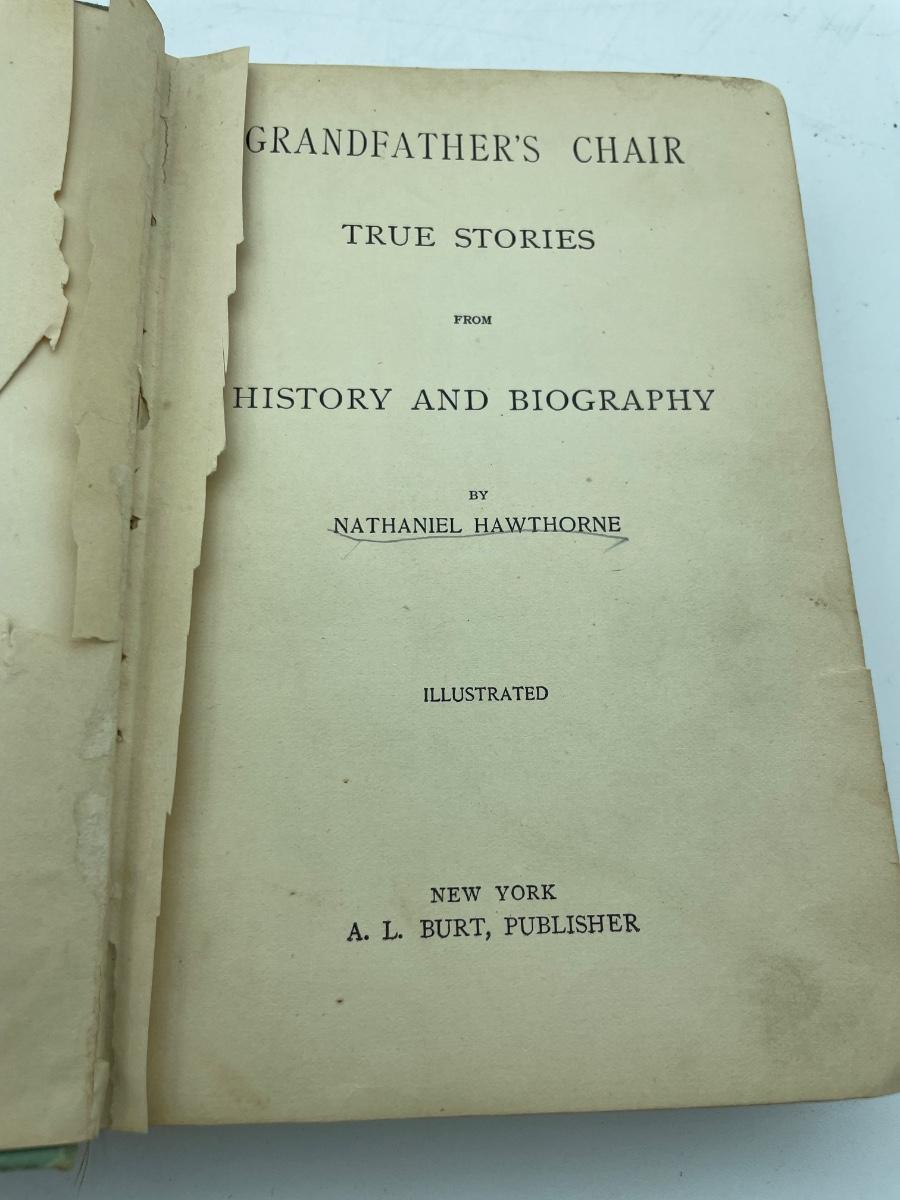 GRANDFATHER'S CHAIR
TRUE STORIES
FROM
HISTORY AND BIOGRAPHY
BY
NATHANIEL HAWTHORNE
ILLUSTRATED
NEW YORK
A. L. BURT, PUBLISHER